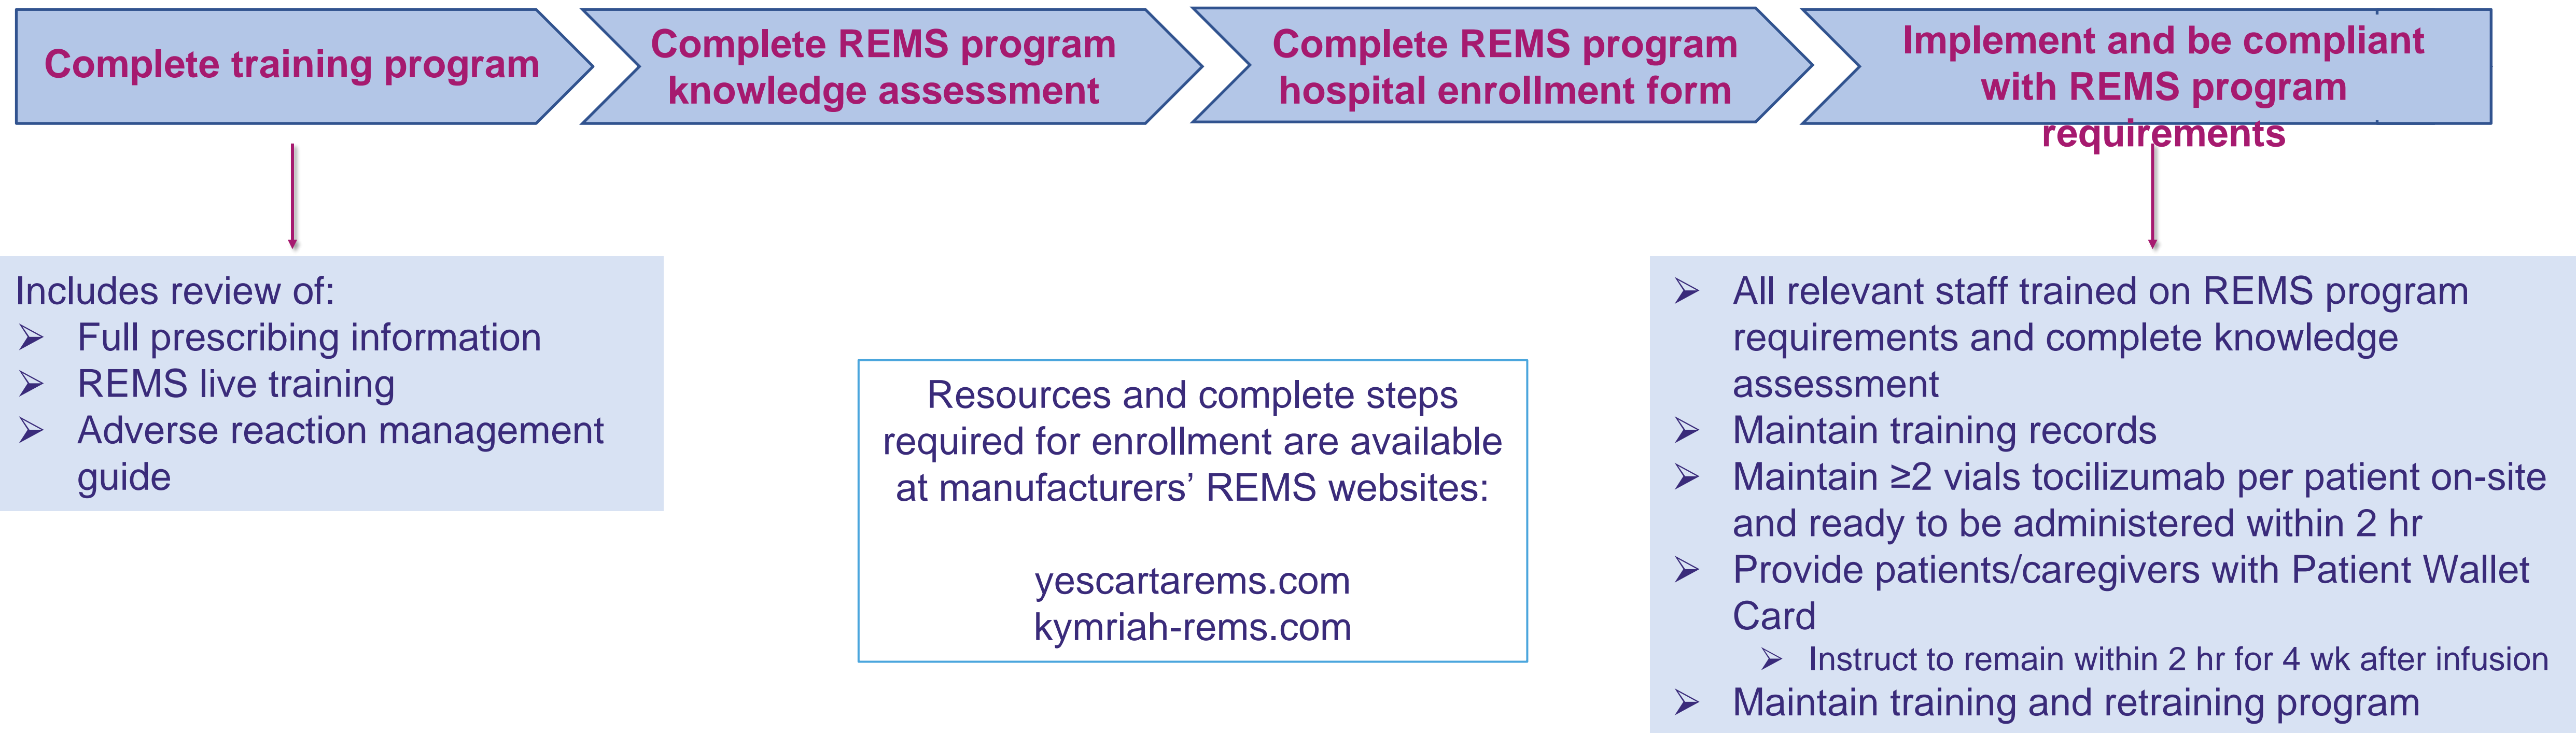 Complete training program
Complete REMS program
knowledge assessment
Complete REMS program
hospital enrollment form
Implement and be compliant
with REMS program
requirements
Includes review of:
➢ Full prescribing information
➢ REMS live training
➢ Adverse reaction management
guide
Resources and complete steps
required for enrollment are available
at manufacturers’ REMS websites:
yescartarems.com
kymriah-rems.com
➢ All relevant staff trained on REMS program
requirements and complete knowledge
assessment
➢ Maintain training records
➢ Maintain ≥2 vials tocilizumab per patient on-site
and ready to be administered within 2 hr
➢ Provide patients/caregivers with Patient Wallet
Card
➢ Instruct to remain within 2 hr for 4 wk after infusion
➢ Maintain training and retraining program